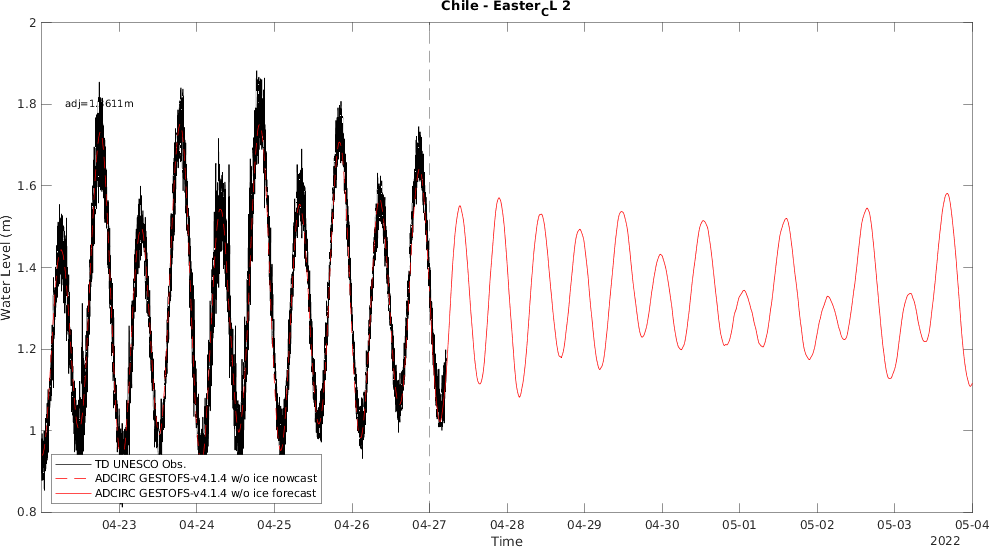 Chile - Easter_CL 2
2
1.8
1.6
1.4
1.2
1
0.8
Water Level (m)
TD UNESCO Obs.
ADCIRC GESTOFS-v4.1.4 w/o ice nowcast
ADCIRC GESTOFS-v4.1.4 w/o ice forecast
04-23 04-24 04-25 04-26 04-27 04-28 04-29 04-30 05-01 05-02 05-03 05-04
Time
2022